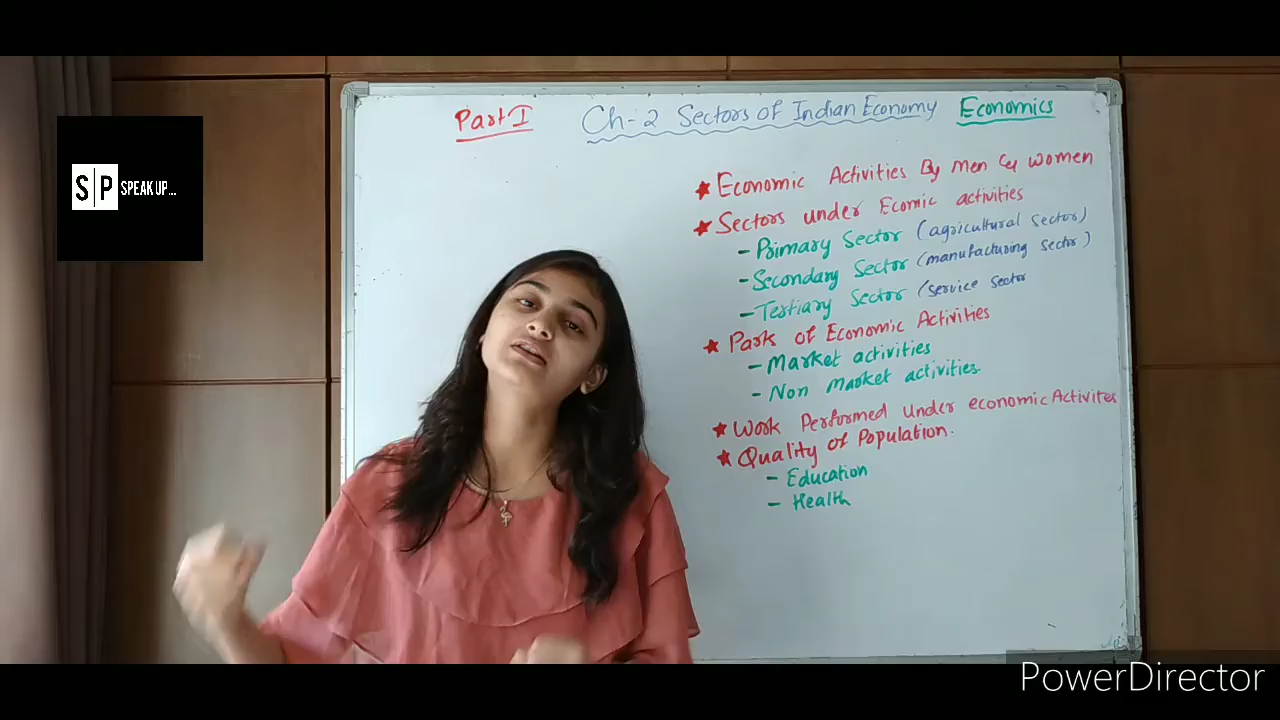 Part I Ch-2 Sectors of Indian Economy Economics
S|P SPEAK UP...
★ Economic Activities By Men & women
★ Sectors under Ecomic activities
- Primary Sector (agricultural sector)
- Secondary Sector (manufacturing sector)
- Tertiary Sector (service sector
★ Parts of Economic Activities
- Market activities
- Non Market activities
★ Work Performed under economic Activites
★ Quality of Population.
- Education
- Health
PowerDirector